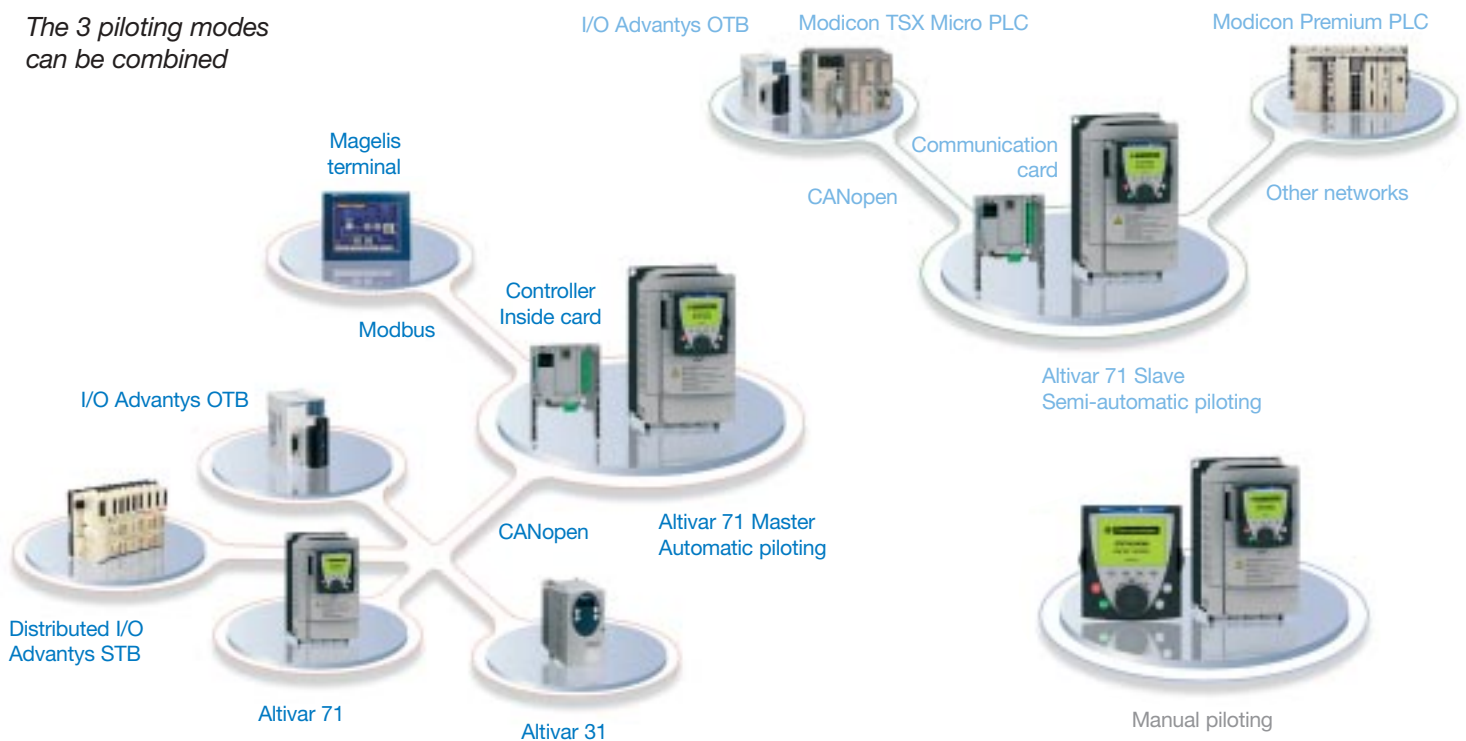 The 3 piloting modes
can be combined
I/O Advantys OTB
Modicon TSX Micro PLC
Modicon Premium PLC
Magelis
terminal
Communication
card
CANopen
Other networks
Controller
Inside card
Modbus
Altivar 71 Slave
Semi-automatic piloting
I/O Advantys OTB
CANopen
Altivar 71 Master
Automatic piloting
Distributed I/O
Advantys STB
Altivar 71
Altivar 31
Manual piloting